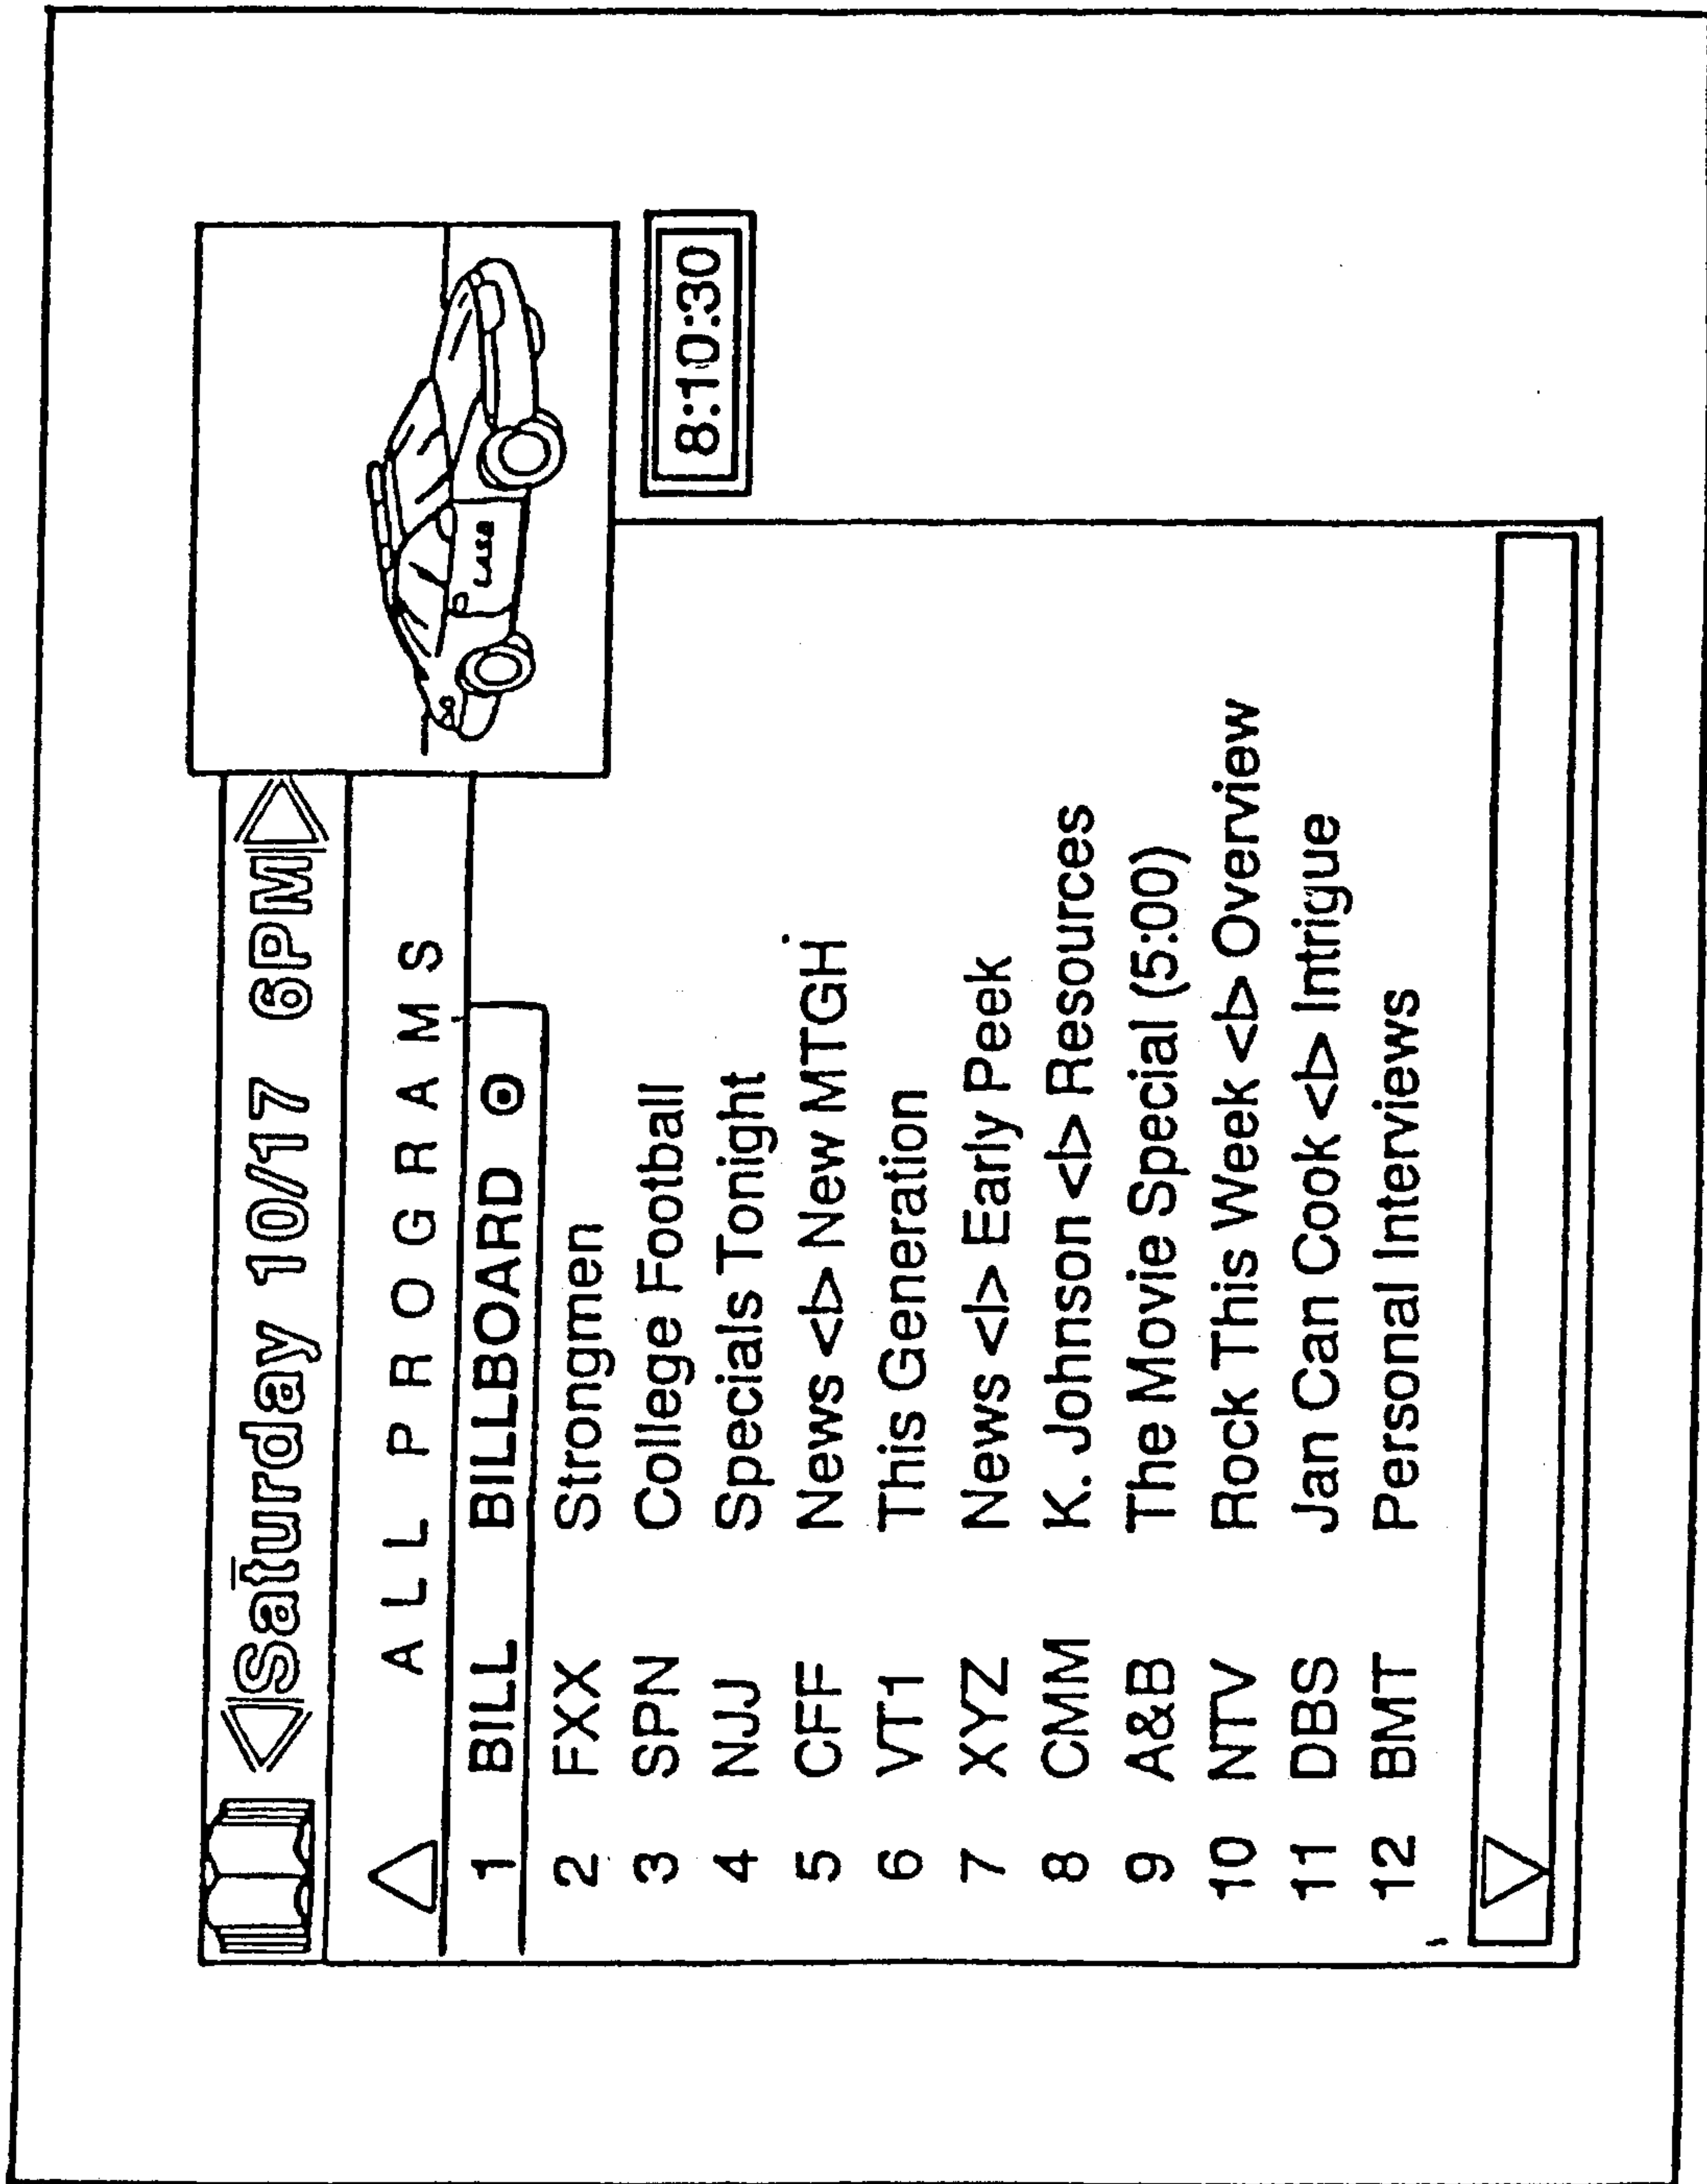 Saturday 10/17 6PM
ALL PROGRAMS
1 BILL BILLBOARD
2 FXX Strongmen
3 SPN College Football
4 NJJ Specials Tonight
5 CFF News <|> New MTGH
6 VT1 This Generation
7 XYZ News <|> Early Peek
8 CMM K. Johnson <|> Resources
9 A&B The Movie Special (5:00)
10 NTV Rock This Week <|> Overview
11 DBS Jan Can Cook <|> Intrigue
12 BMT Personal Interviews
8:10:30